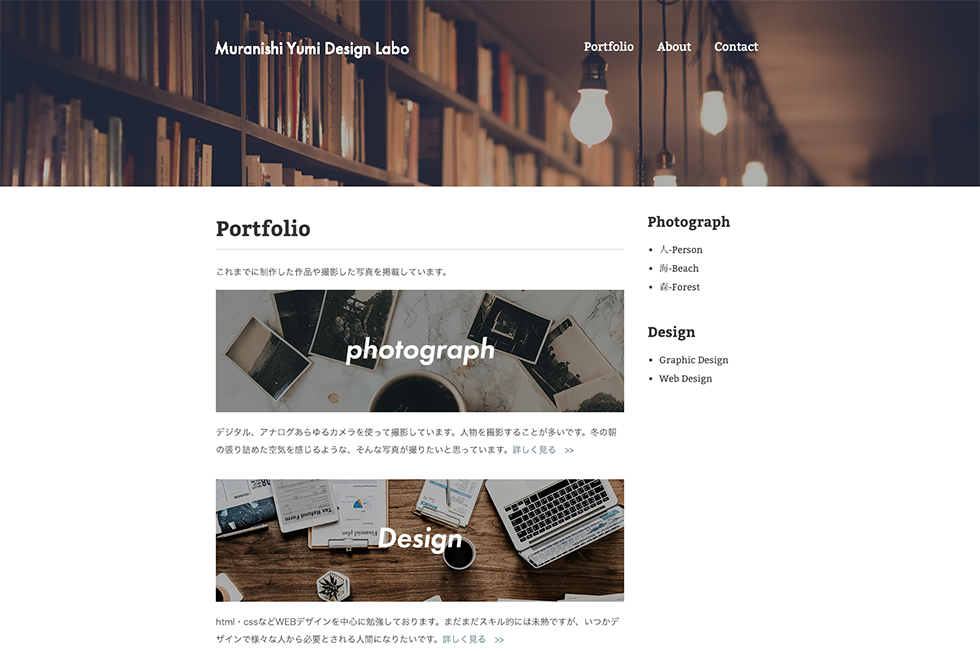 Muranishi Yumi Design Labo
Portfolio About Contact
Portfolio
これまでに制作した作品や撮影した写真を掲載しています。
photograph
デジタル、アナログあらゆるカメラを使って撮影しています。人物を撮影することが多いです。冬の朝
の張り詰めた空気を感じるような、そんな写真が撮りたいと思っています。詳しく見る >>
Tax Refund Form
Financial plan
Design
html・cssなどWEBデザインを中心に勉強しております。まだまだスキル的には未熟ですが、いつかデ
ザインで様々な人から必要とされる人間になりたいです。詳しく見る >>
Photograph
• 人-Person
• 海-Beach
• 森-Forest
Design
• Graphic Design
• Web Design